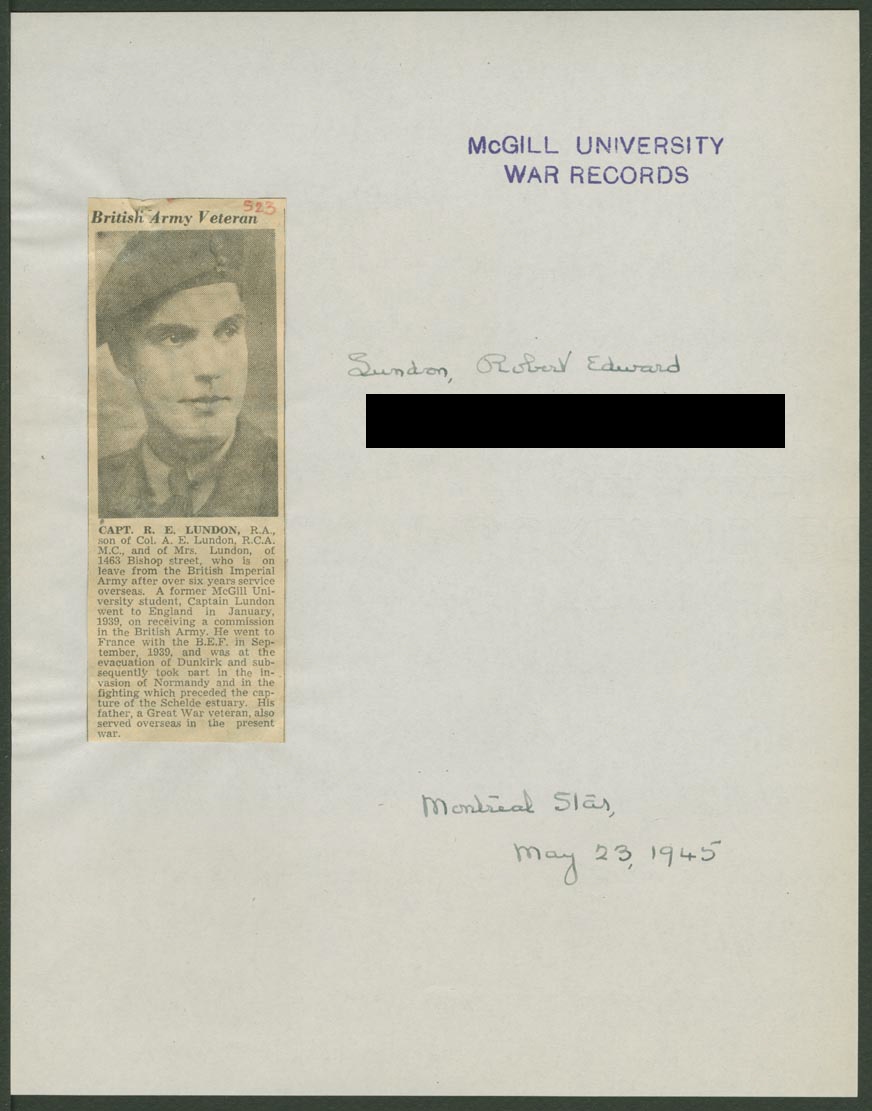 McGILL UNIVERSITY
WAR RECORDS
523
British Army Veteran
Lundon, Robert Edward
CAPT. R. E. LUNDON, R.A.,
son of Col. A. E. Lundon, R.C.A.
M.C., and of Mrs. Lundon, of
1463 Bishop street, who is on
leave from the British Imperial
Army after over six years service
overseas. A former McGill Uni-
versity student, Captain Lundon
went to England in January,
1939, on receiving a commission
in the British Army. He went to
France with the B.E.F. in Sep-
tember, 1939, and was at the
evacuation of Dunkirk and sub-
sequently took part in the in-
vasion of Normandy and in the
fighting which preceded the cap-
ture of the Schelde estuary. His
father, a Great War veteran, also
served overseas in the present
war.
Montreal Star,
May 23, 1945